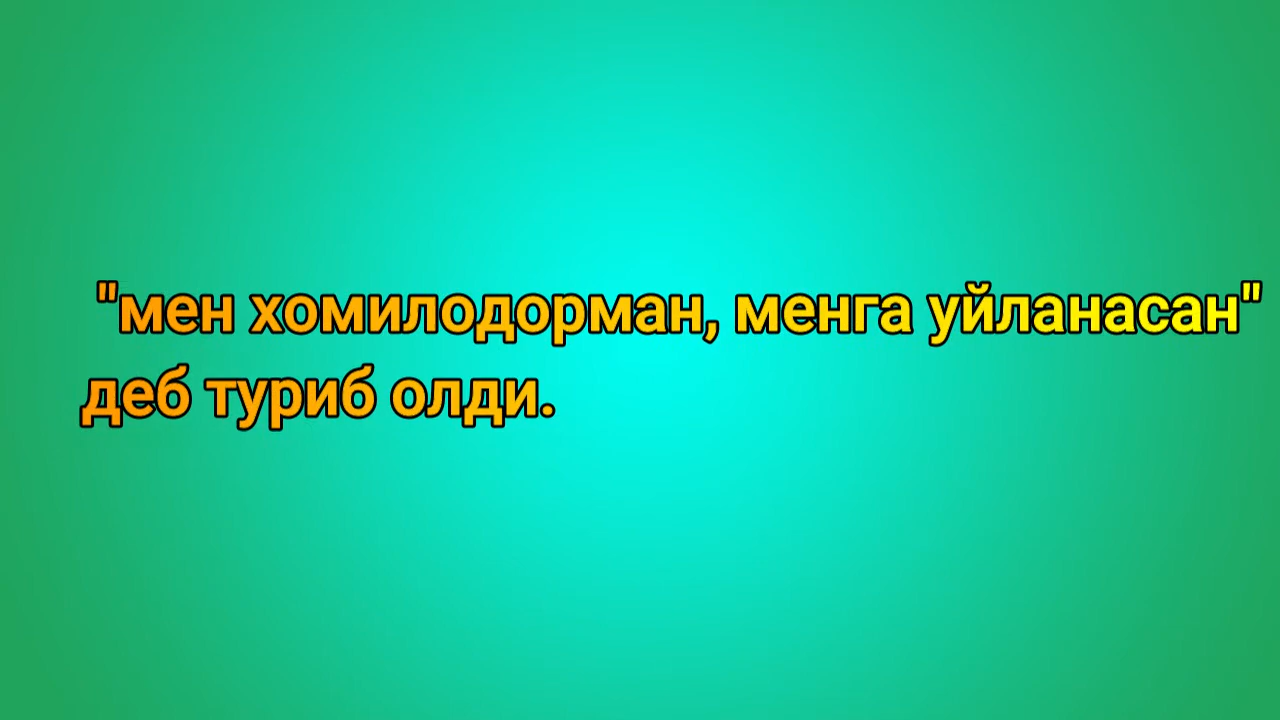 "мен хомилодорман, менга уйланасан"
деб туриб олди.